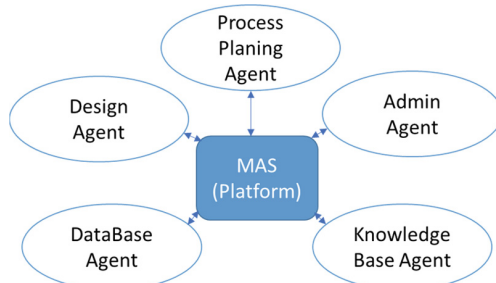 Process
Planing
Agent
Design
Agent
Admin
Agent
MAS
(Platform)
DataBase
Agent
Knowledge
Base Agent